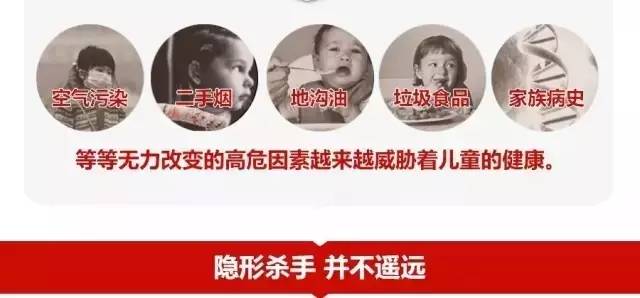 空气污染 二手烟 地沟油 垃圾食品 家族病史
等等无力改变的高危因素越来越威胁着儿童的健康。
隐形杀手 并不遥远